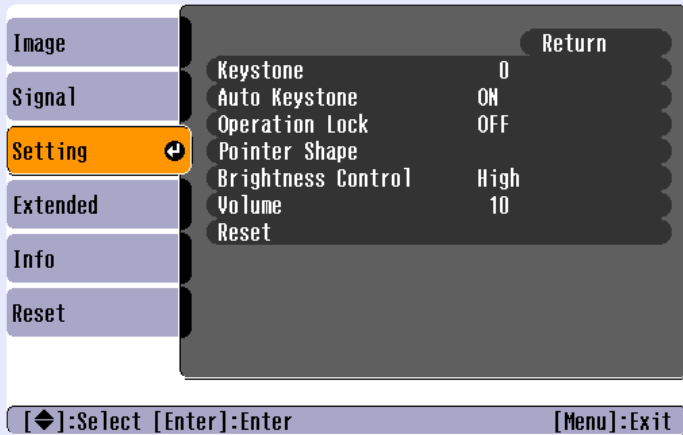 Image
Signal
Setting
Extended
Info
Reset
Return
Keystone 0
Auto Keystone ON
Operation Lock OFF
Pointer Shape
Brightness Control High
Volume 10
Reset
[◆]:Select [Enter]:Enter [Menu]:Exit